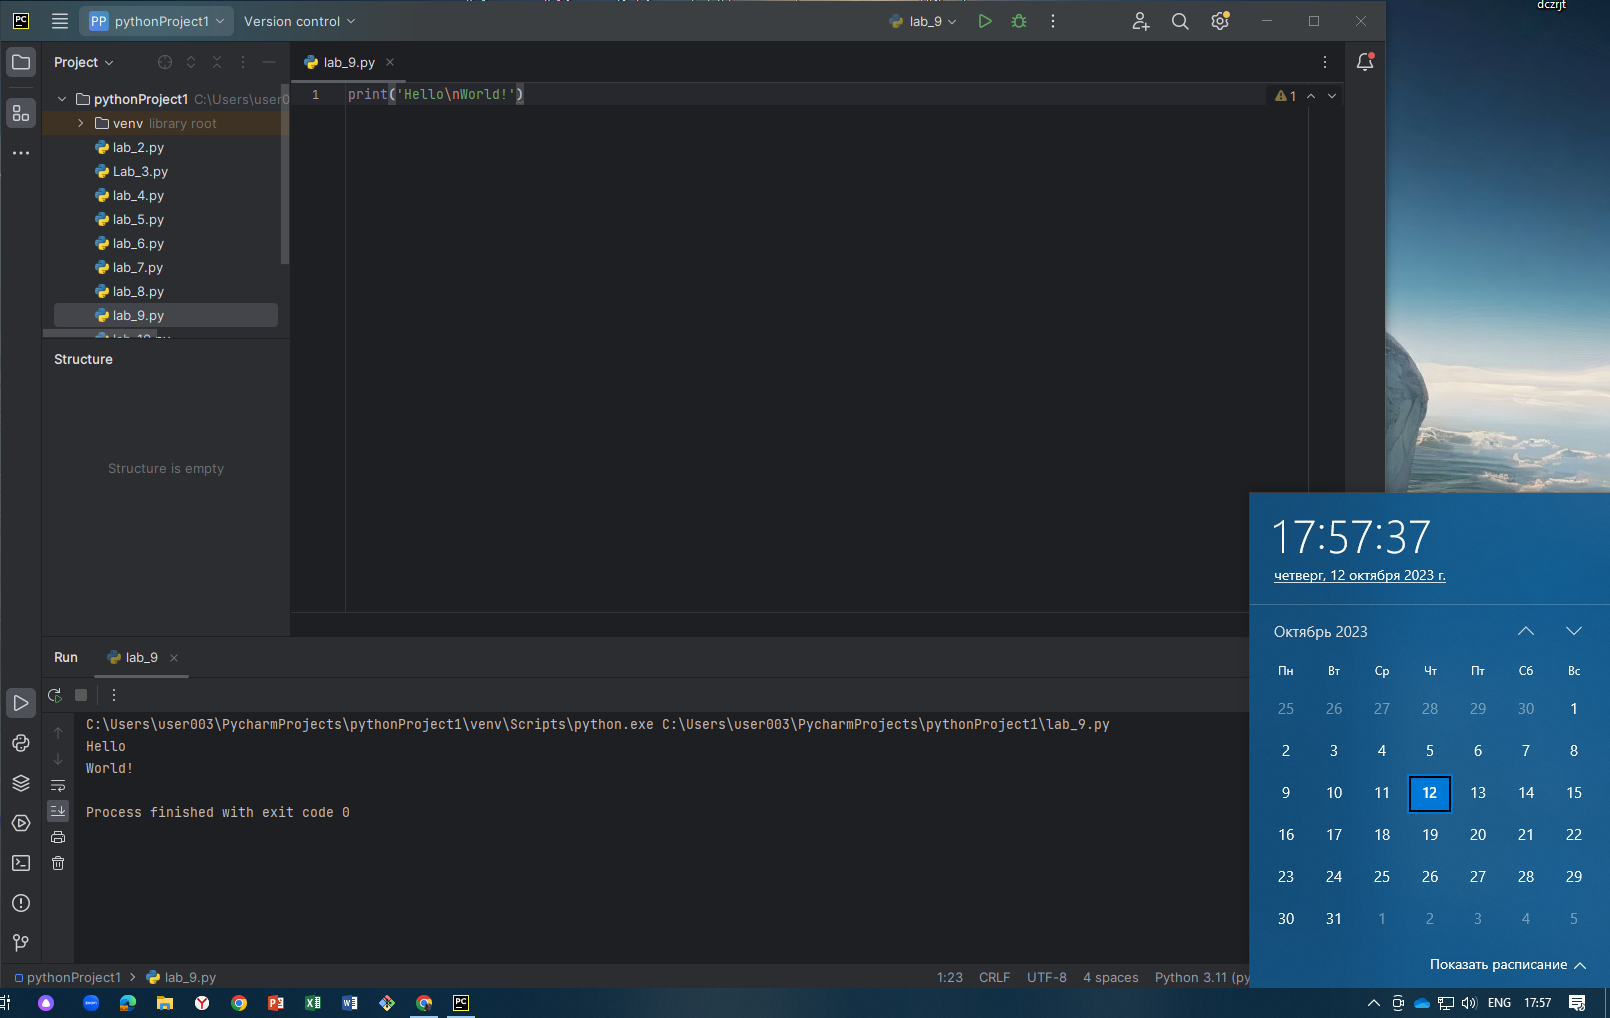 dczrjt
PC
PP pythonProject1
Version control
lab_9
Project
lab_9.py
pythonProject1 C:\Users\user0
venv library root
lab_2.py
Lab_3.py
lab_4.py
lab_5.py
lab_6.py
lab_7.py
lab_8.py
lab_9.py
1 print('Hello\nWorld!')
1
Structure
Structure is empty
Run lab_9
C:\Users\user003\PycharmProjects\pythonProject1\venv\Scripts\python.exe C:\Users\user003\PycharmProjects\pythonProject1\lab_9.py
Hello
World!
Process finished with exit code 0
17:57:37
четверг, 12 октября 2023 г.
Октябрь 2023
Пн Вт Ср Чт Пт Сб Вс
25 26 27 28 29 30 1
2 3 4 5 6 7 8
9 10 11 12 13 14 15
16 17 18 19 20 21 22
23 24 25 26 27 28 29
30 31 1 2 3 4 5
Показать расписание
pythonProject1 lab_9.py
1:23 CRLF UTF-8 4 spaces Python 3.11 (py
ENG 17:57